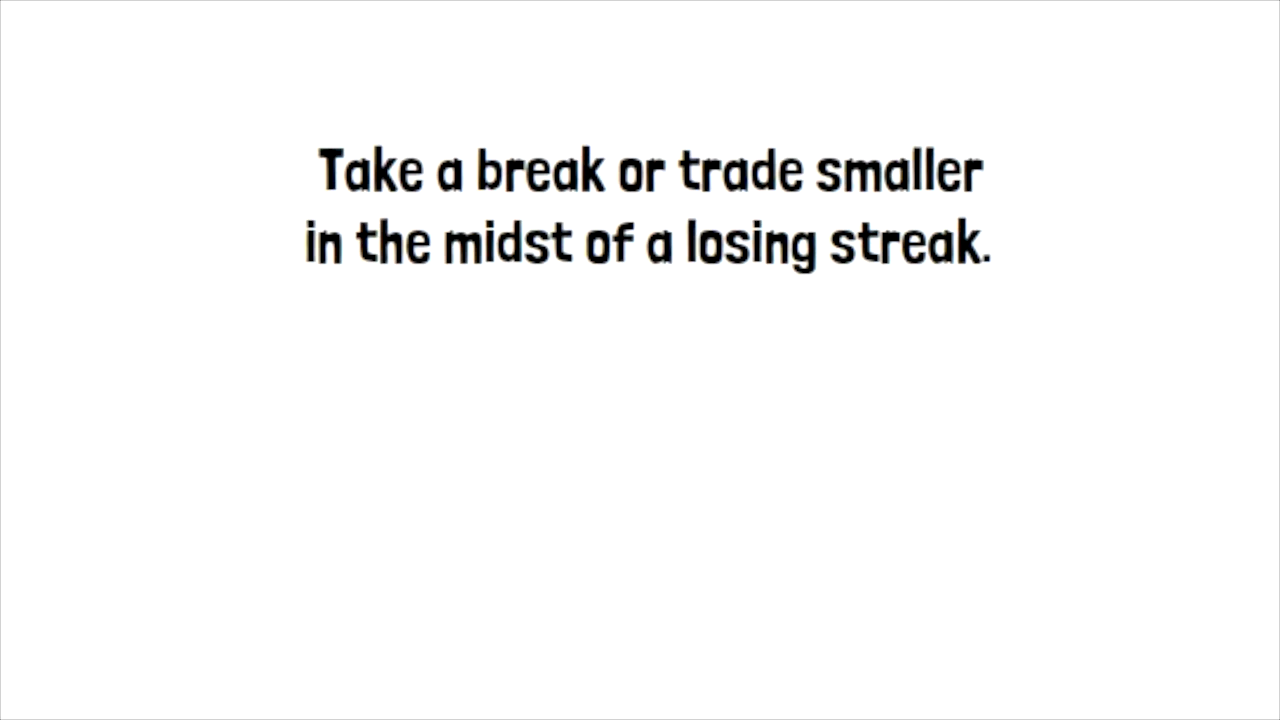 Take a break or trade smaller
in the midst of a losing streak.